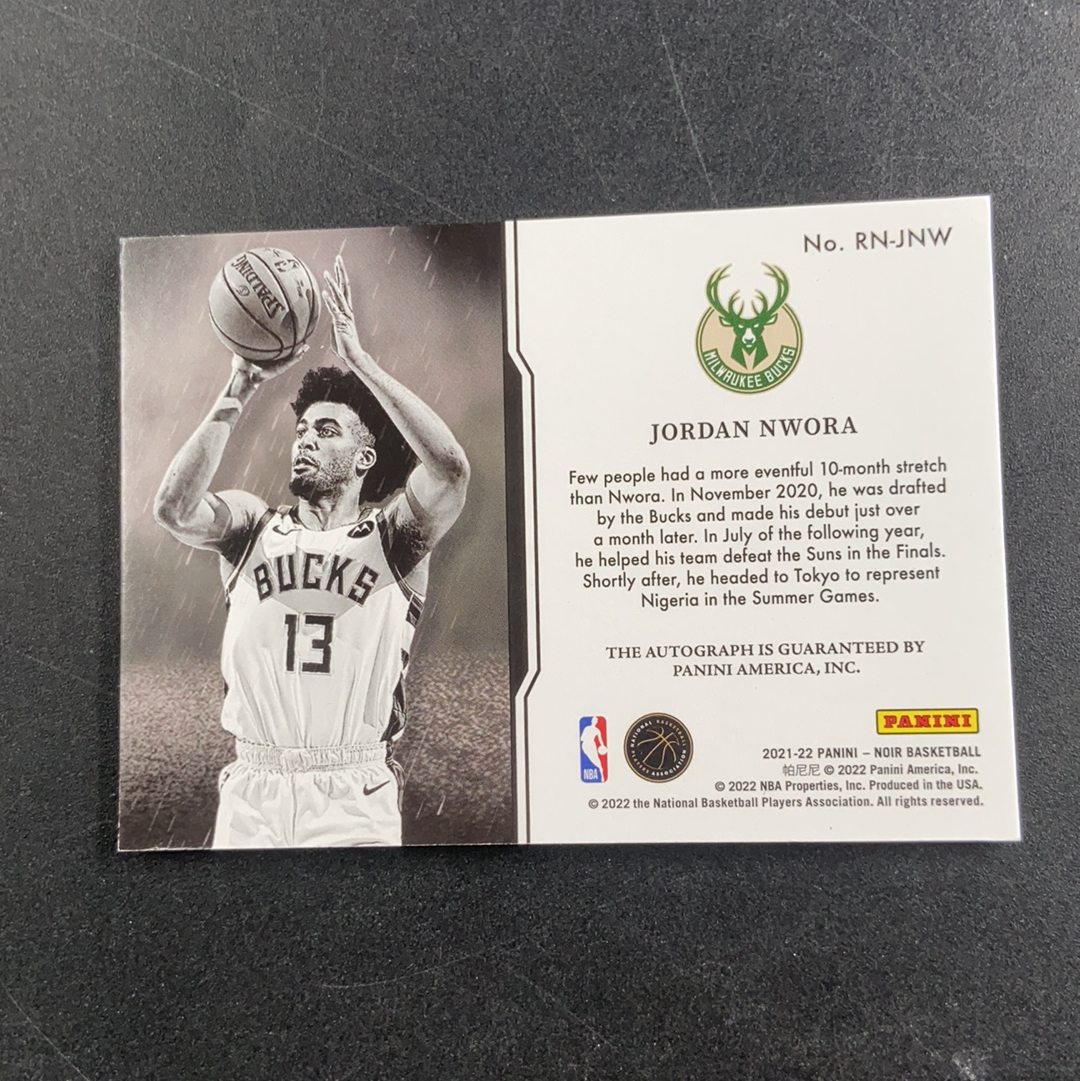 SPALDING
BUCKS
13
No. RN-JNW
MILWAUKEE BUCKS
JORDAN NWORA
Few people had a more eventful 10-month stretch
than Nwora. In November 2020, he was drafted
by the Bucks and made his debut just over
a month later. In July of the following year,
he helped his team defeat the Suns in the Finals.
Shortly after, he headed to Tokyo to represent
Nigeria in the Summer Games.
THE AUTOGRAPH IS GUARANTEED BY
PANINI AMERICA, INC.
NBA
NATIONAL BASKETBALL PLAYERS ASSOCIATION
PANINI
2021-22 PANINI – NOIR BASKETBALL
帕尼尼 © 2022 Panini America, Inc.
© 2022 NBA Properties, Inc. Produced in the USA.
© 2022 the National Basketball Players Association. All rights reserved.